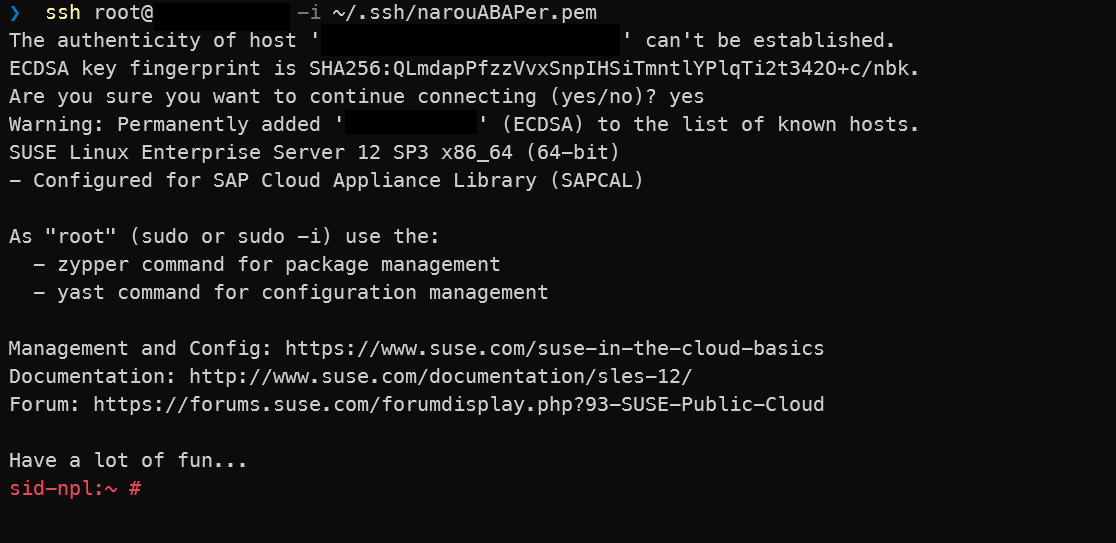 ❯ ssh root@ -i ~/.ssh/narouABAPer.pem
The authenticity of host '' can't be established.
ECDSA key fingerprint is SHA256:QLmdapPfzzVvxSnpIHSiTmntlYPlqTi2t342O+c/nbk.
Are you sure you want to continue connecting (yes/no)? yes
Warning: Permanently added '' (ECDSA) to the list of known hosts.
SUSE Linux Enterprise Server 12 SP3 x86_64 (64-bit)
- Configured for SAP Cloud Appliance Library (SAPCAL)
As "root" (sudo or sudo -i) use the:
- zypper command for package management
- yast command for configuration management
Management and Config: https://www.suse.com/suse-in-the-cloud-basics
Documentation: http://www.suse.com/documentation/sles-12/
Forum: https://forums.suse.com/forumdisplay.php?93-SUSE-Public-Cloud
Have a lot of fun...
sid-npl:~ #